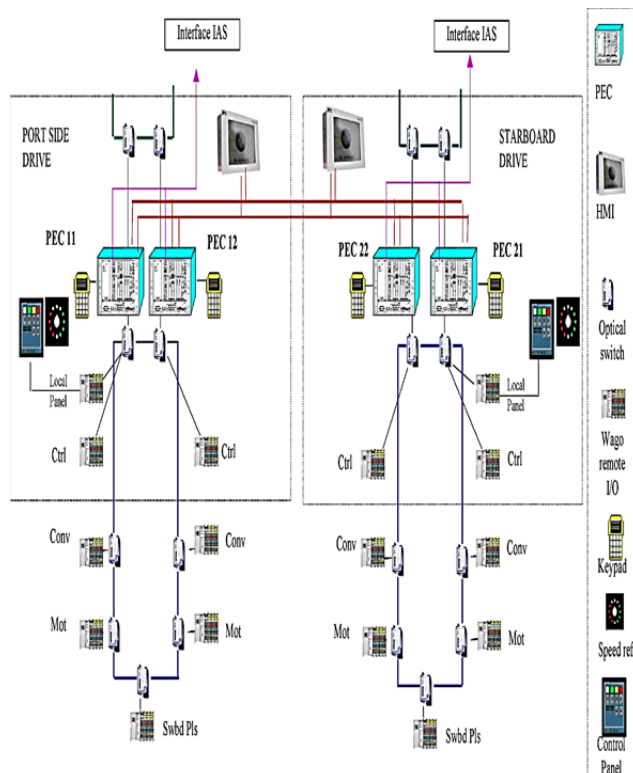 Interface IAS
Interface IAS
PEC
PORT SIDE
DRIVE
STARBOARD
DRIVE
HMI
PEC 11
PEC 12
PEC 22
PEC 21
Optical
switch
Local
Panel
Local
Panel
Ctrl
Ctrl
Ctrl
Ctrl
Wago
remote
I/O
Conv
Conv
Conv
Conv
Keypad
Mot
Mot
Mot
Mot
Speed ref
Swbd Pls
Swbd Pls
Control
Panel